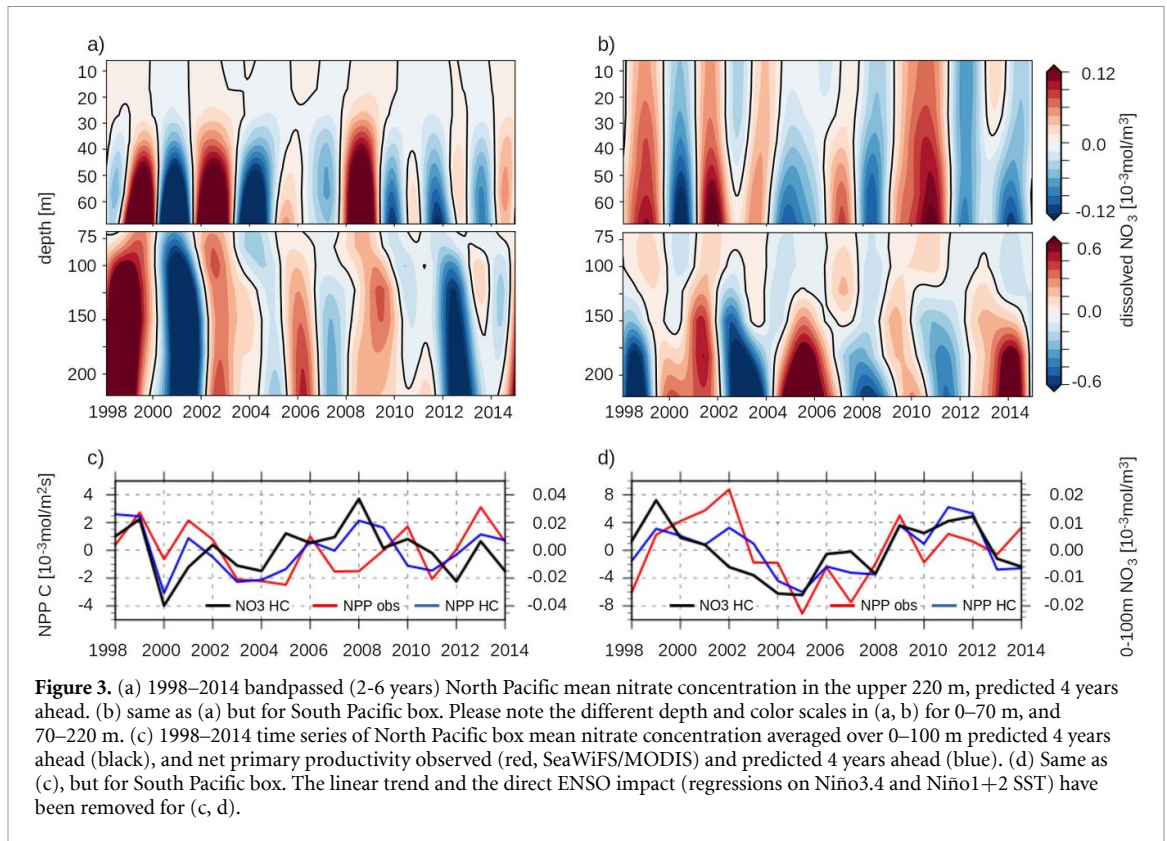 a)
b)
10
20
30
40
50
60
75
100
150
200
depth [m]
1998 2000 2002 2004 2006 2008 2010 2012 2014
10
20
30
40
50
60
75
100
150
200
1998 2000 2002 2004 2006 2008 2010 2012 2014
0.12
0.0
-0.12
0.6
0.0
-0.6
dissolved NO3 [10-3mol/m3]
c)
d)
NPP C [10-3mol/m2s]
4
2
0
-2
-4
0.04
0.02
0.00
-0.02
-0.04
NO3 HC NPP obs NPP HC
1998 2000 2002 2004 2006 2008 2010 2012 2014
8
4
0
-4
-8
0.02
0.01
0.00
-0.01
-0.02
NO3 HC NPP obs NPP HC
1998 2000 2002 2004 2006 2008 2010 2012 2014
0-100m NO3 [10-3mol/m3]
Figure 3. (a) 1998–2014 bandpassed (2-6 years) North Pacific mean nitrate concentration in the upper 220 m, predicted 4 years
ahead. (b) same as (a) but for South Pacific box. Please note the different depth and color scales in (a, b) for 0–70 m, and
70–220 m. (c) 1998–2014 time series of North Pacific box mean nitrate concentration averaged over 0–100 m predicted 4 years
ahead (black), and net primary productivity observed (red, SeaWiFS/MODIS) and predicted 4 years ahead (blue). (d) Same as
(c), but for South Pacific box. The linear trend and the direct ENSO impact (regressions on Niño3.4 and Niño1+2 SST) have
been removed for (c, d).